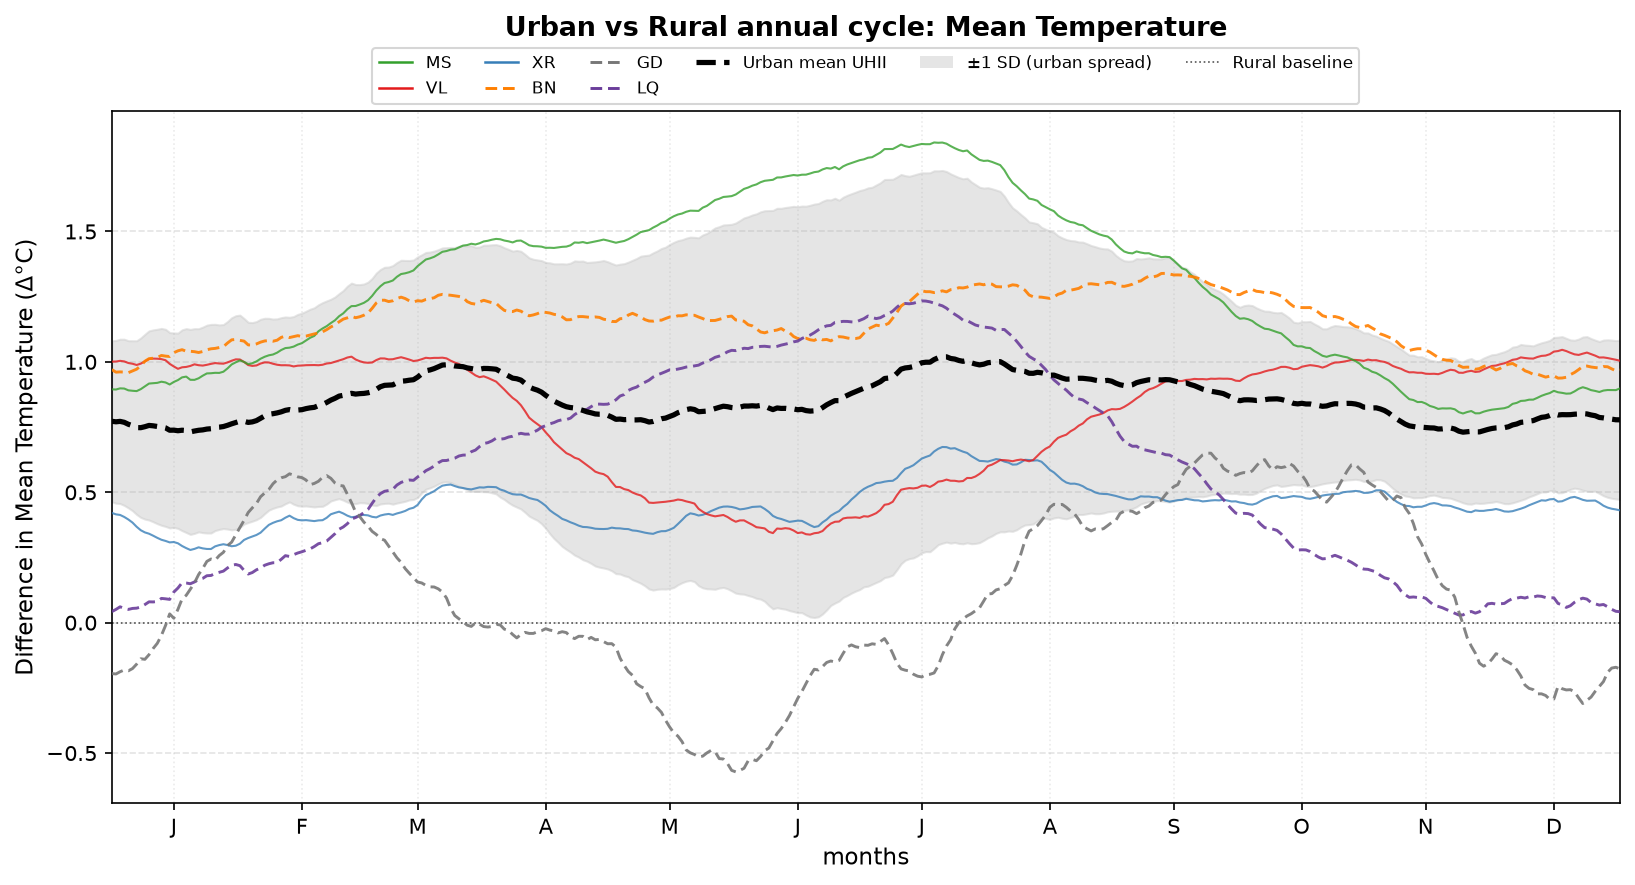 Urban vs Rural annual cycle: Mean Temperature
MS XR GD Urban mean UHII ±1 SD (urban spread) Rural baseline
VL BN LQ
Difference in Mean Temperature (Δ°C)
1.5
1.0
0.5
0.0
−0.5
J F M A M J J A S O N D
months